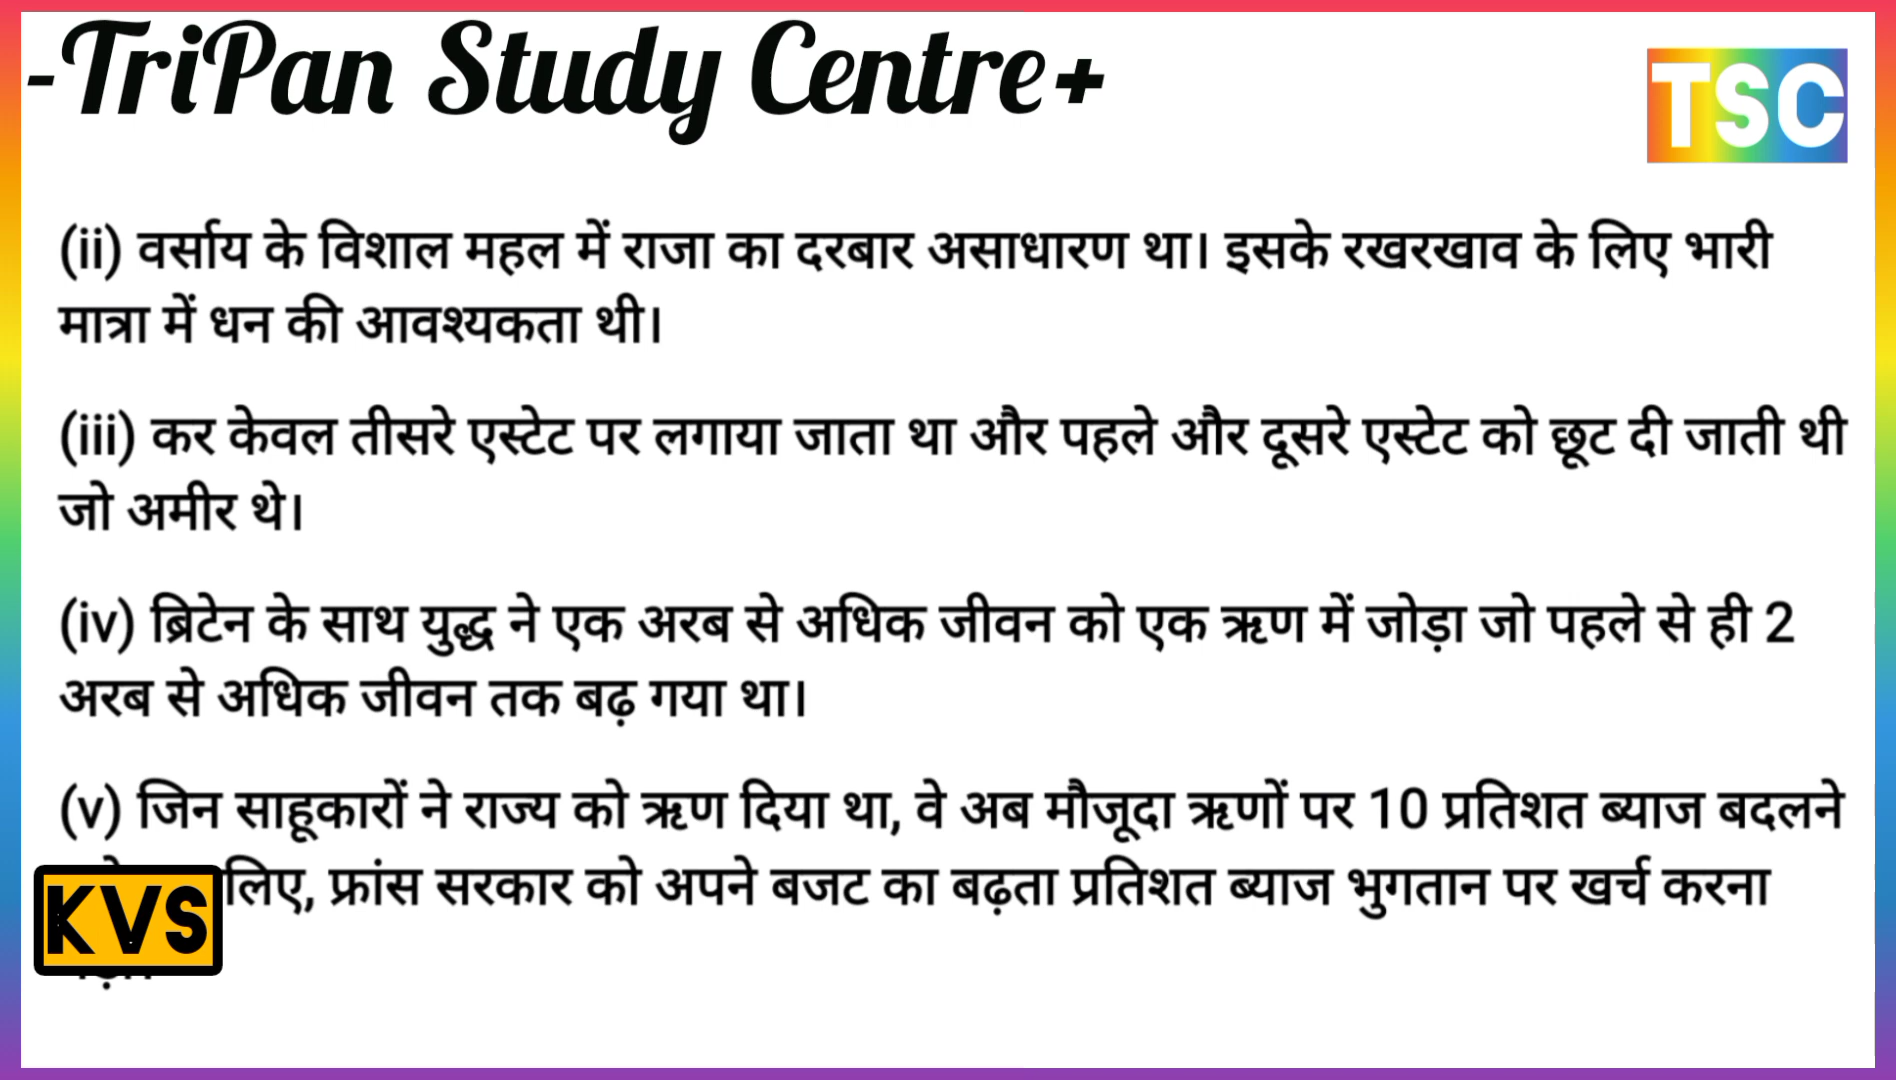 -TriPan Study Centre+
TSC
(ii) वर्साय के विशाल महल में राजा का दरबार असाधारण था। इसके रखरखाव के लिए भारी
मात्रा में धन की आवश्यकता थी।
(iii) कर केवल तीसरे एस्टेट पर लगाया जाता था और पहले और दूसरे एस्टेट को छूट दी जाती थी
जो अमीर थे।
(iv) ब्रिटेन के साथ युद्ध ने एक अरब से अधिक जीवन को एक ऋण में जोड़ा जो पहले से ही 2
अरब से अधिक जीवन तक बढ़ गया था।
(v) जिन साहूकारों ने राज्य को ऋण दिया था, वे अब मौजूदा ऋणों पर 10 प्रतिशत ब्याज बदलने
लिए, फ्रांस सरकार को अपने बजट का बढ़ता प्रतिशत ब्याज भुगतान पर खर्च करना
KVS